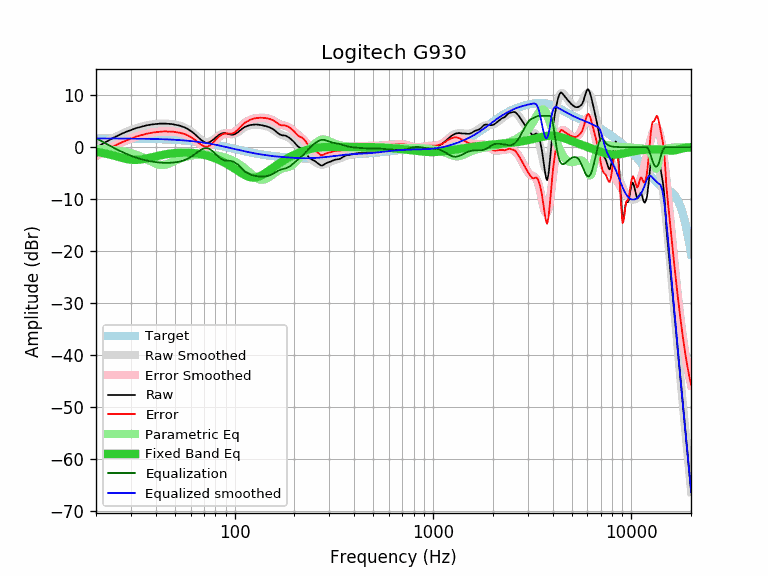 Logitech G930
10
0
−10
−20
−30
−40
−50
−60
−70
Amplitude (dBr)
Target
Raw Smoothed
Error Smoothed
Raw
Error
Parametric Eq
Fixed Band Eq
Equalization
Equalized smoothed
100
1000
10000
Frequency (Hz)